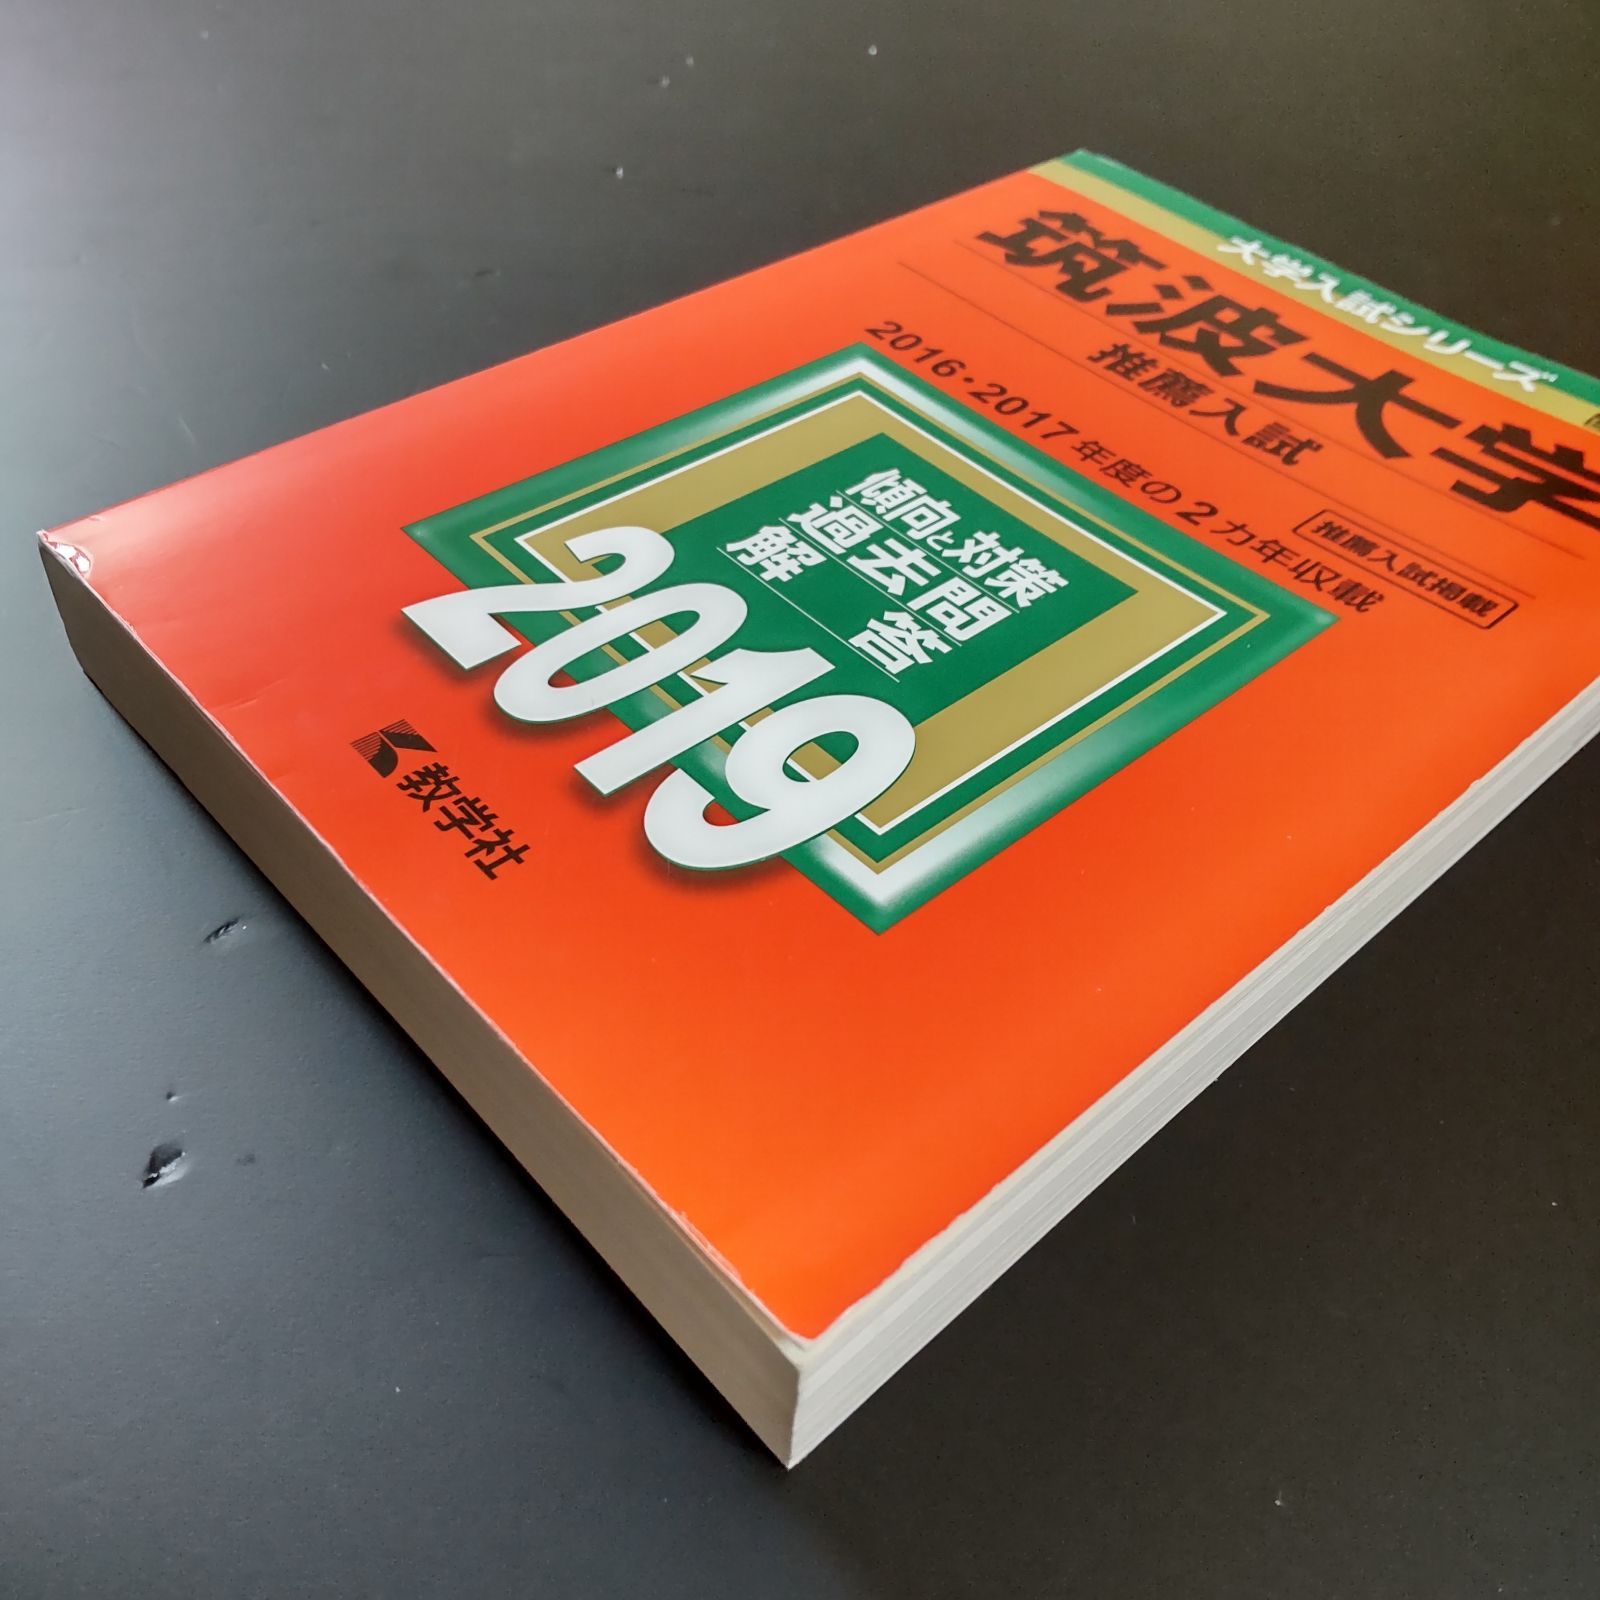 大学入試シリーズ
筑波大学
推薦入試
2016・2017年度の2カ年収載
推薦入試掲載
傾向と対策
過去問
解答
2019
教学社